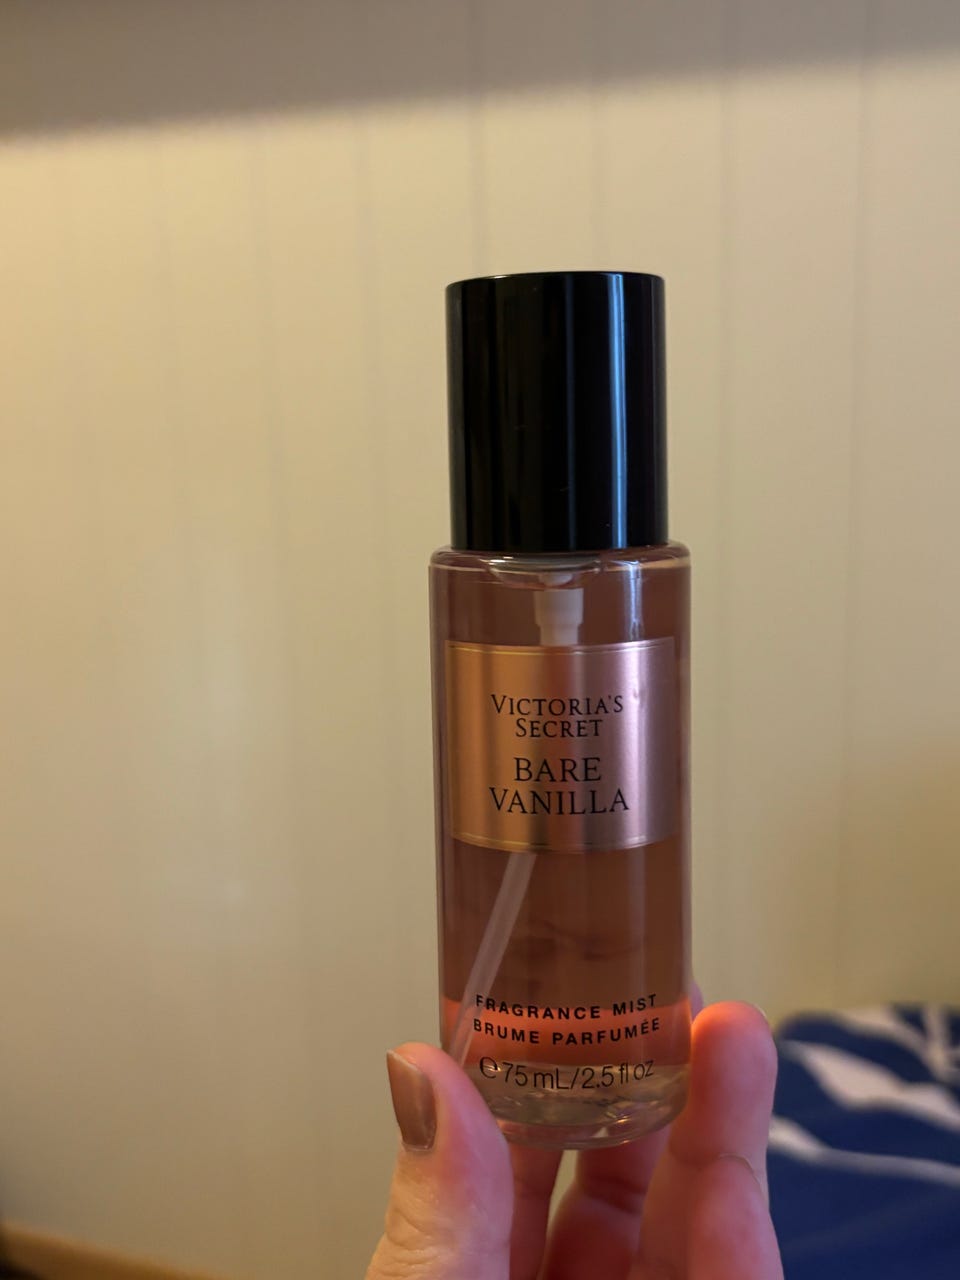 VICTORIA'S
SECRET
BARE
VANILLA
FRAGRANCE MIST
BRUME PARFUMÉE
℮75 mL/2.5 fl oz